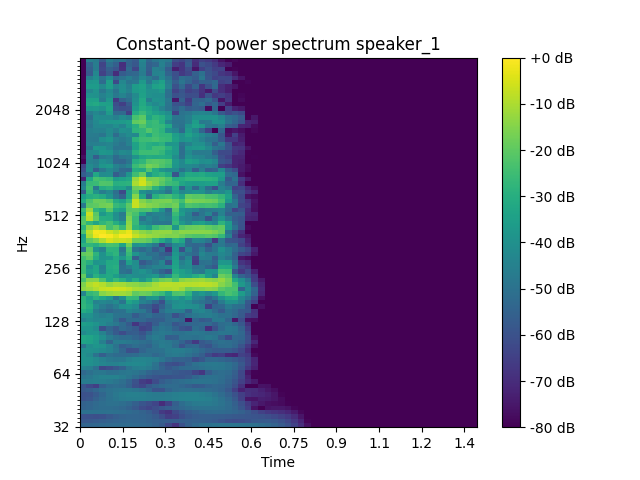 Constant-Q power spectrum speaker_1
Hz
2048
1024
512
256
128
64
32
0 0.15 0.3 0.45 0.6 0.75 0.9 1.1 1.2 1.4
Time
+0 dB
-10 dB
-20 dB
-30 dB
-40 dB
-50 dB
-60 dB
-70 dB
-80 dB